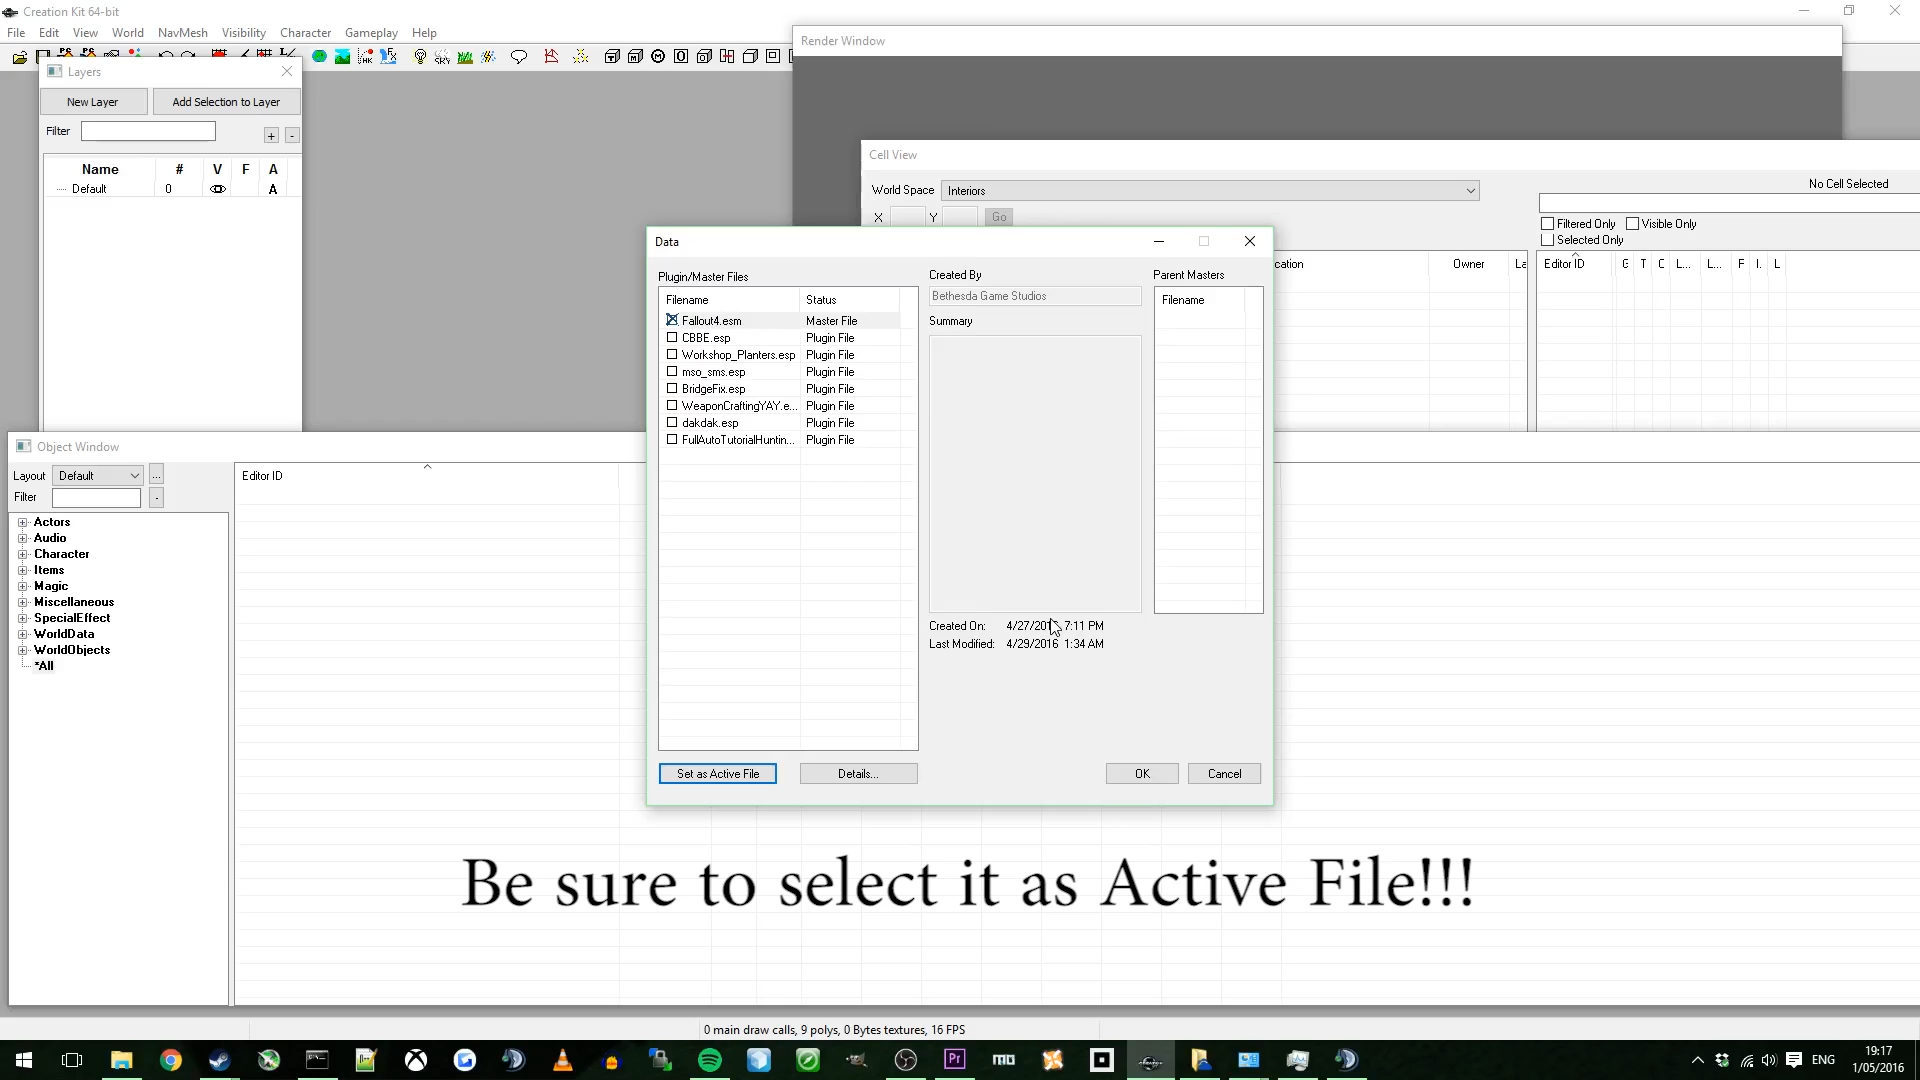 Creation Kit 64-bit
File Edit View World NavMesh Visibility Character Gameplay Help
Render Window
Layers
New Layer Add Selection to Layer
Filter + -
Name # V F A
Default 0 A
Cell View
World Space Interiors
No Cell Selected
X Y Go
Filtered Only Visible Only
Selected Only
cation Owner La
Editor ID G T C L... L... F I. L
Data
Plugin/Master Files
Filename Status
Fallout4.esm Master File
CBBE.esp Plugin File
Workshop_Planters.esp Plugin File
mso_sms.esp Plugin File
BridgeFix.esp Plugin File
WeaponCraftingYAY.e... Plugin File
dakdak.esp Plugin File
FullAutoTutorialHuntin... Plugin File
Created By
Bethesda Game Studios
Summary
Parent Masters
Filename
Created On: 7:11 PM
Last Modified: 4/29/2016 1:34 AM
Set as Active File Details... OK Cancel
Object Window
Layout Default ...
Filter -
Editor ID
Actors
Audio
Character
Items
Magic
Miscellaneous
SpecialEffect
WorldData
WorldObjects
*All
Be sure to select it as Active File!!!
0 main draw calls, 9 polys, 0 Bytes textures, 16 FPS
Pr
ENG
19:17
1/05/2016